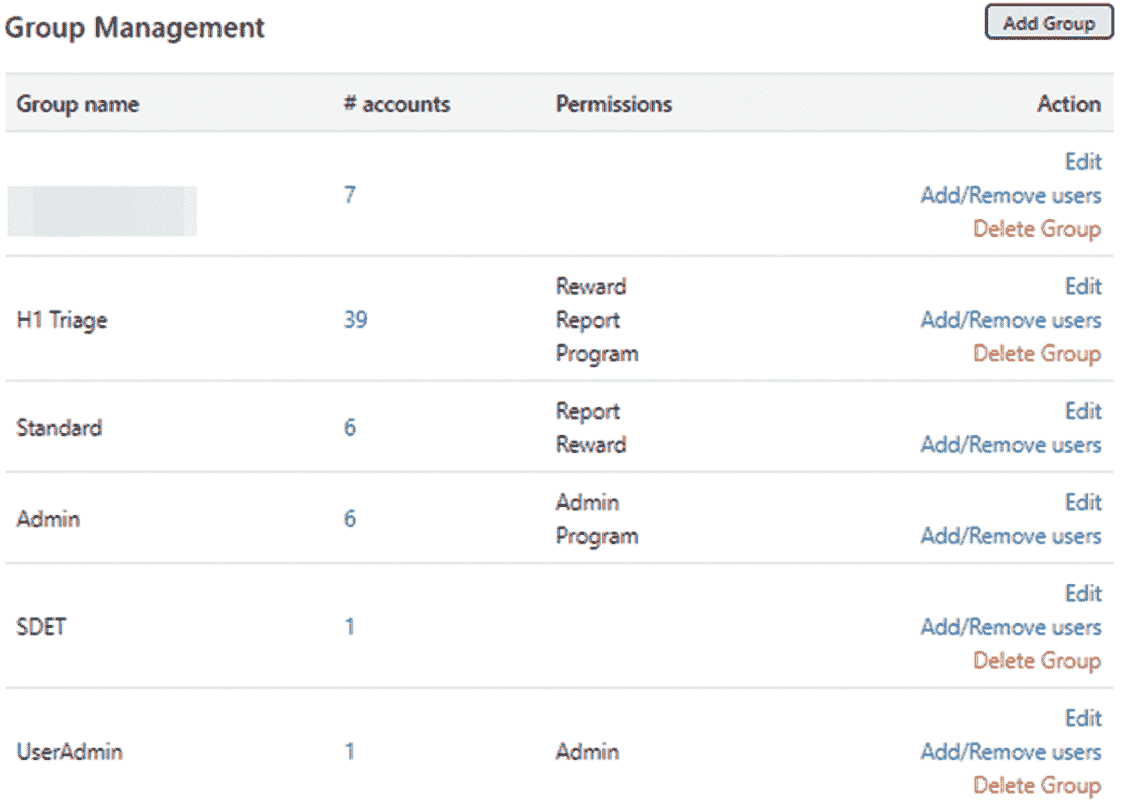 Group Management
Add Group
Group name # accounts Permissions Action
Edit
7 Add/Remove users
Delete Group
Reward Edit
H1 Triage 39 Report Add/Remove users
Program Delete Group
Report Edit
Standard 6
Reward Add/Remove users
Admin Edit
Admin 6
Program Add/Remove users
Edit
SDET 1 Add/Remove users
Delete Group
Edit
UserAdmin 1 Admin Add/Remove users
Delete Group